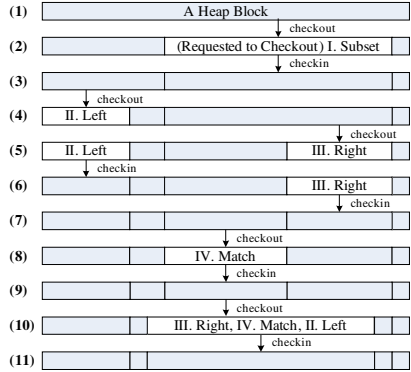 (1) A Heap Block
checkout
(2) (Requested to Checkout) I. Subset
checkin
(3)
checkout
(4) II. Left
checkout
(5) II. Left III. Right
checkin
(6) III. Right
checkin
(7)
checkout
(8) IV. Match
checkin
(9)
checkout
(10) III. Right, IV. Match, II. Left
checkin
(11)